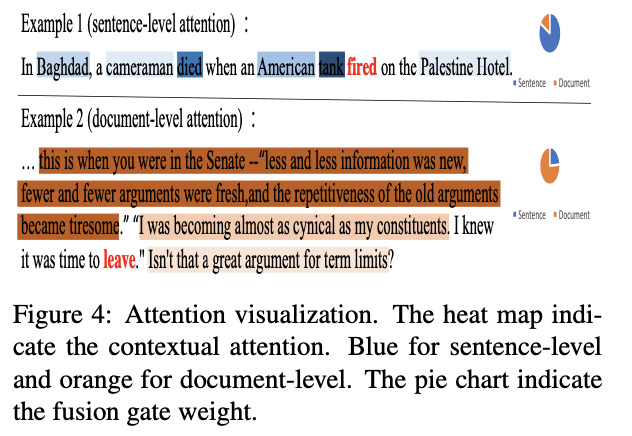 Example 1 (sentence-level attention) :
In Baghdad, a cameraman died when an American tank fired on the Palestine Hotel.
Sentence Document
Example 2 (document-level attention) :
... this is when you were in the Senate --“less and less information was new,
fewer and fewer arguments were fresh,and the repetitiveness of the old arguments
became tiresome.” “I was becoming almost as cynical as my constituents. I knew
it was time to leave." Isn't that a great argument for term limits?
Sentence Document
Figure 4: Attention visualization. The heat map indi-
cate the contextual attention. Blue for sentence-level
and orange for document-level. The pie chart indicate
the fusion gate weight.